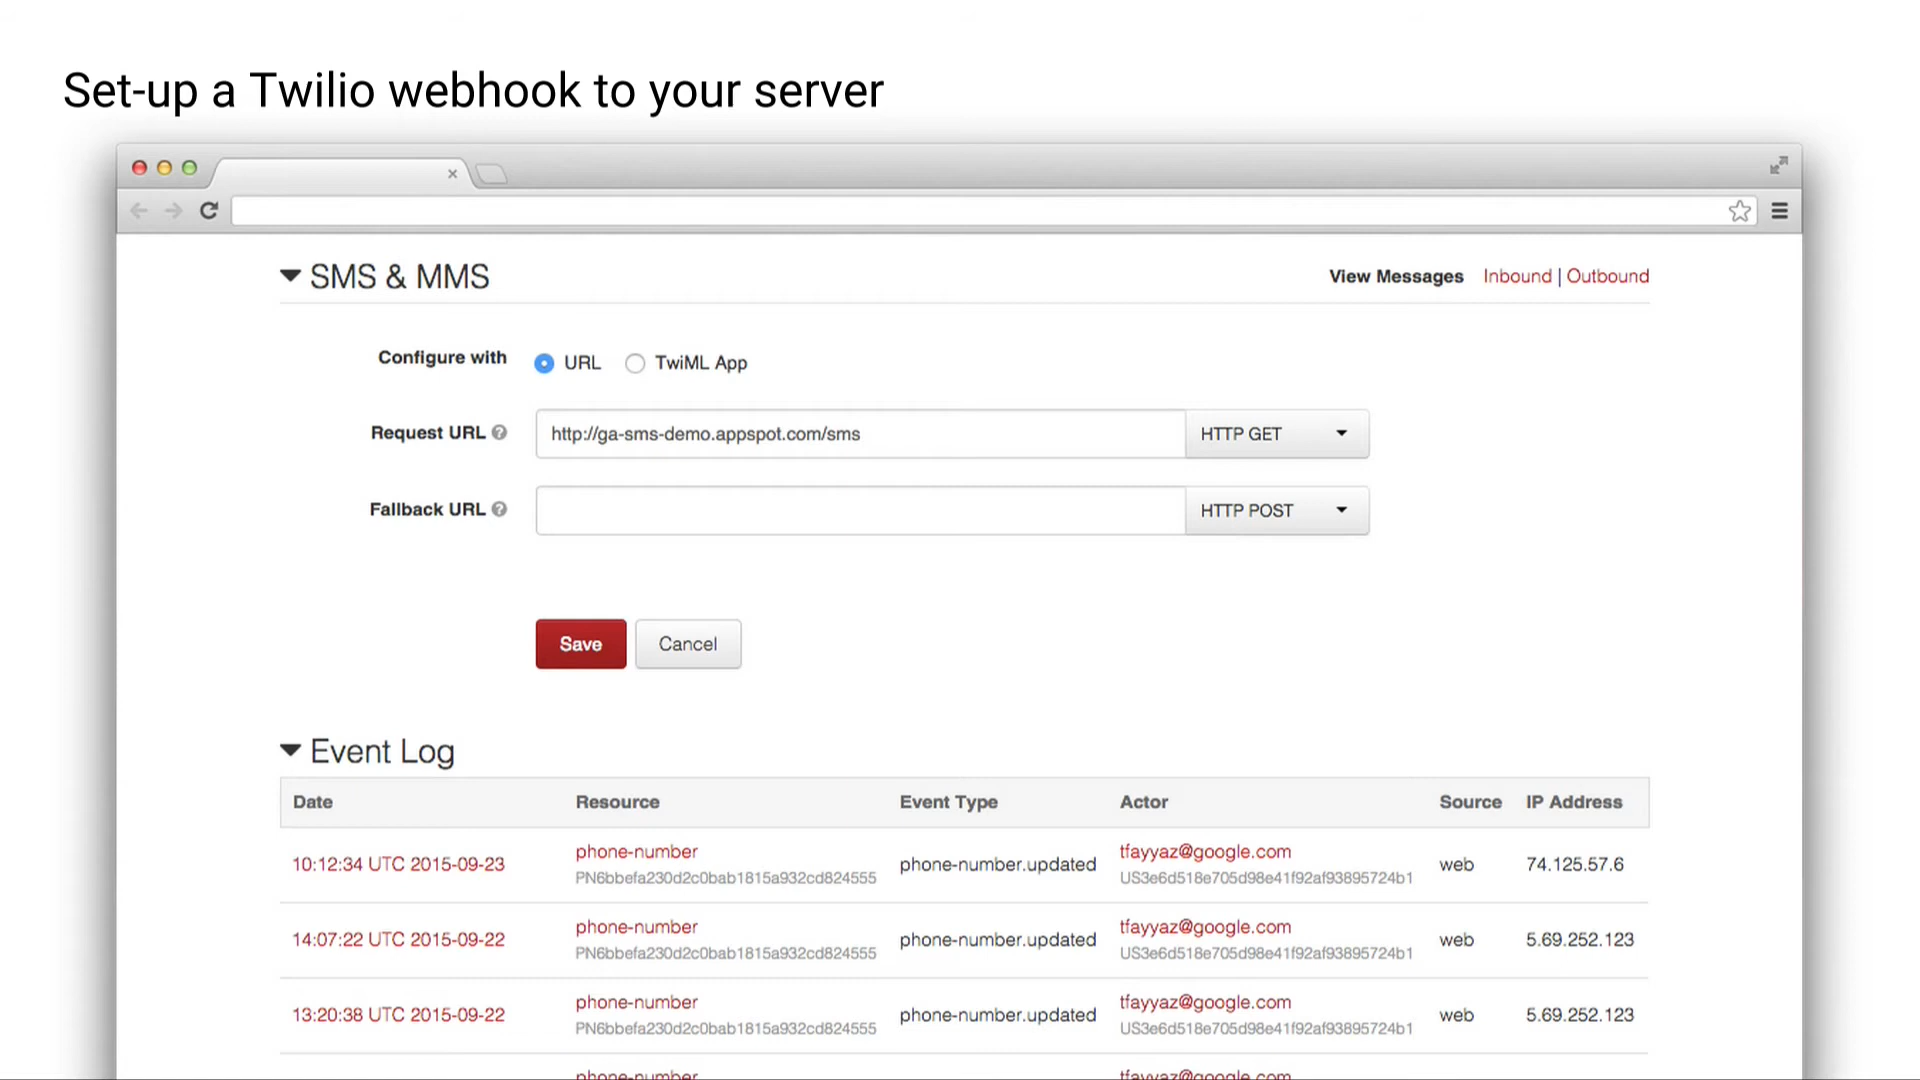 Set-up a Twilio webhook to your server
SMS & MMS
View Messages Inbound | Outbound
Configure with URL TwiML App
Request URL http://ga-sms-demo.appspot.com/sms HTTP GET
Fallback URL HTTP POST
Save Cancel
Event Log
Date Resource Event Type Actor Source IP Address
10:12:34 UTC 2015-09-23 phone-number phone-number.updated tfayyaz@google.com web 74.125.57.6
PN6bbefa230d2c0bab1815a932cd824555 US3e6d518e705d98e41f92af93895724b1
14:07:22 UTC 2015-09-22 phone-number phone-number.updated tfayyaz@google.com web 5.69.252.123
PN6bbefa230d2c0bab1815a932cd824555 US3e6d518e705d98e41f92af93895724b1
13:20:38 UTC 2015-09-22 phone-number phone-number.updated tfayyaz@google.com web 5.69.252.123
PN6bbefa230d2c0bab1815a932cd824555 US3e6d518e705d98e41f92af93895724b1
phone-number tfayyaz@google.com